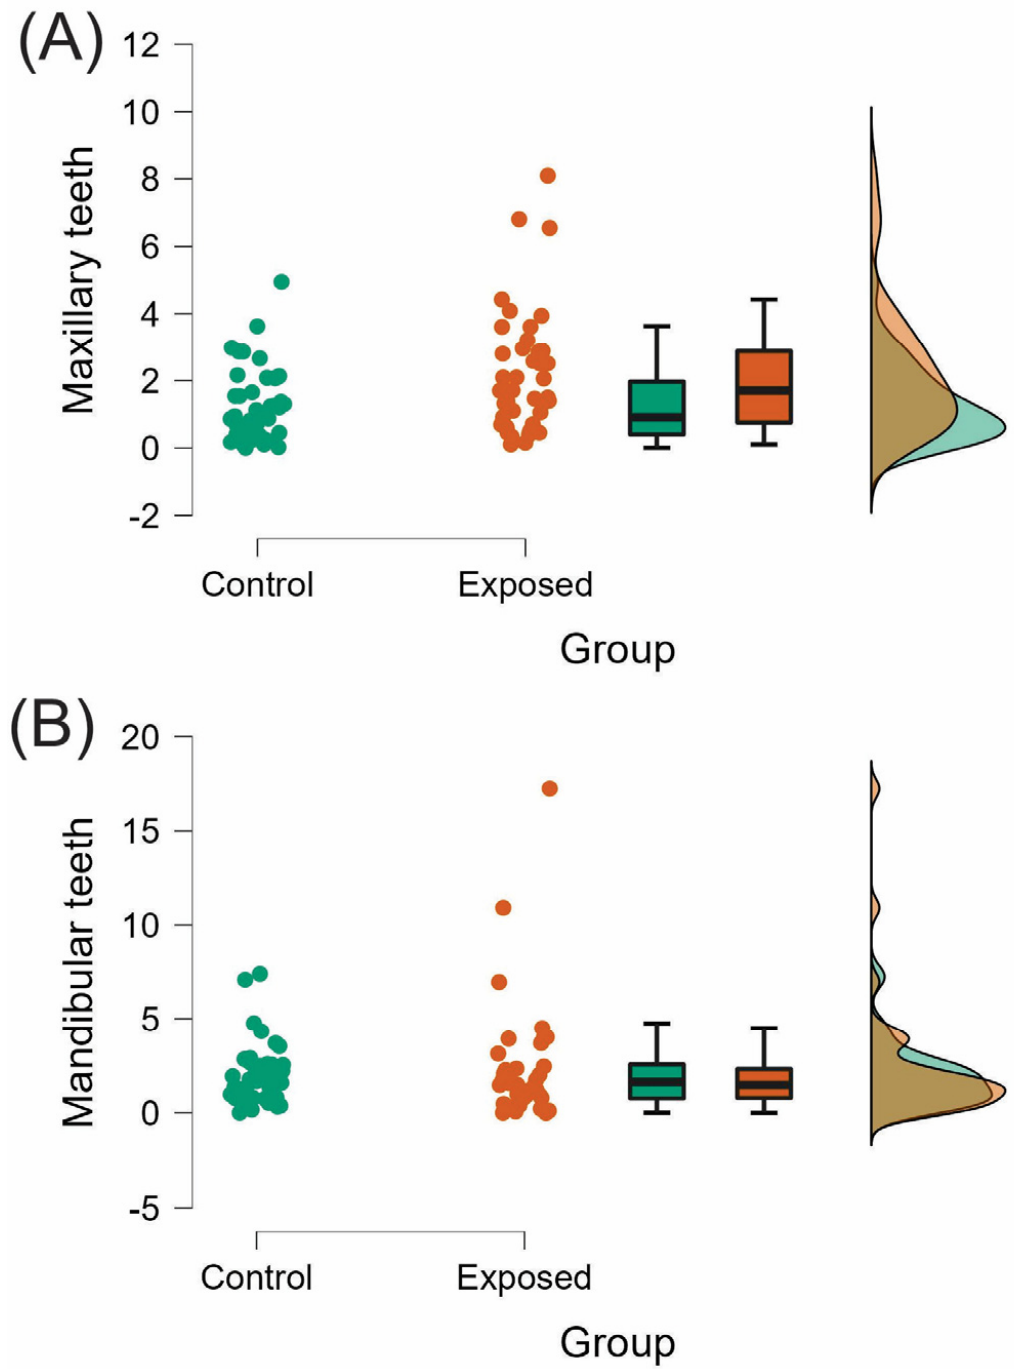 (A)
Maxillary teeth
12
10
8
6
4
2
0
-2
Control Exposed
Group
(B)
Mandibular teeth
20
15
10
5
0
-5
Control Exposed
Group